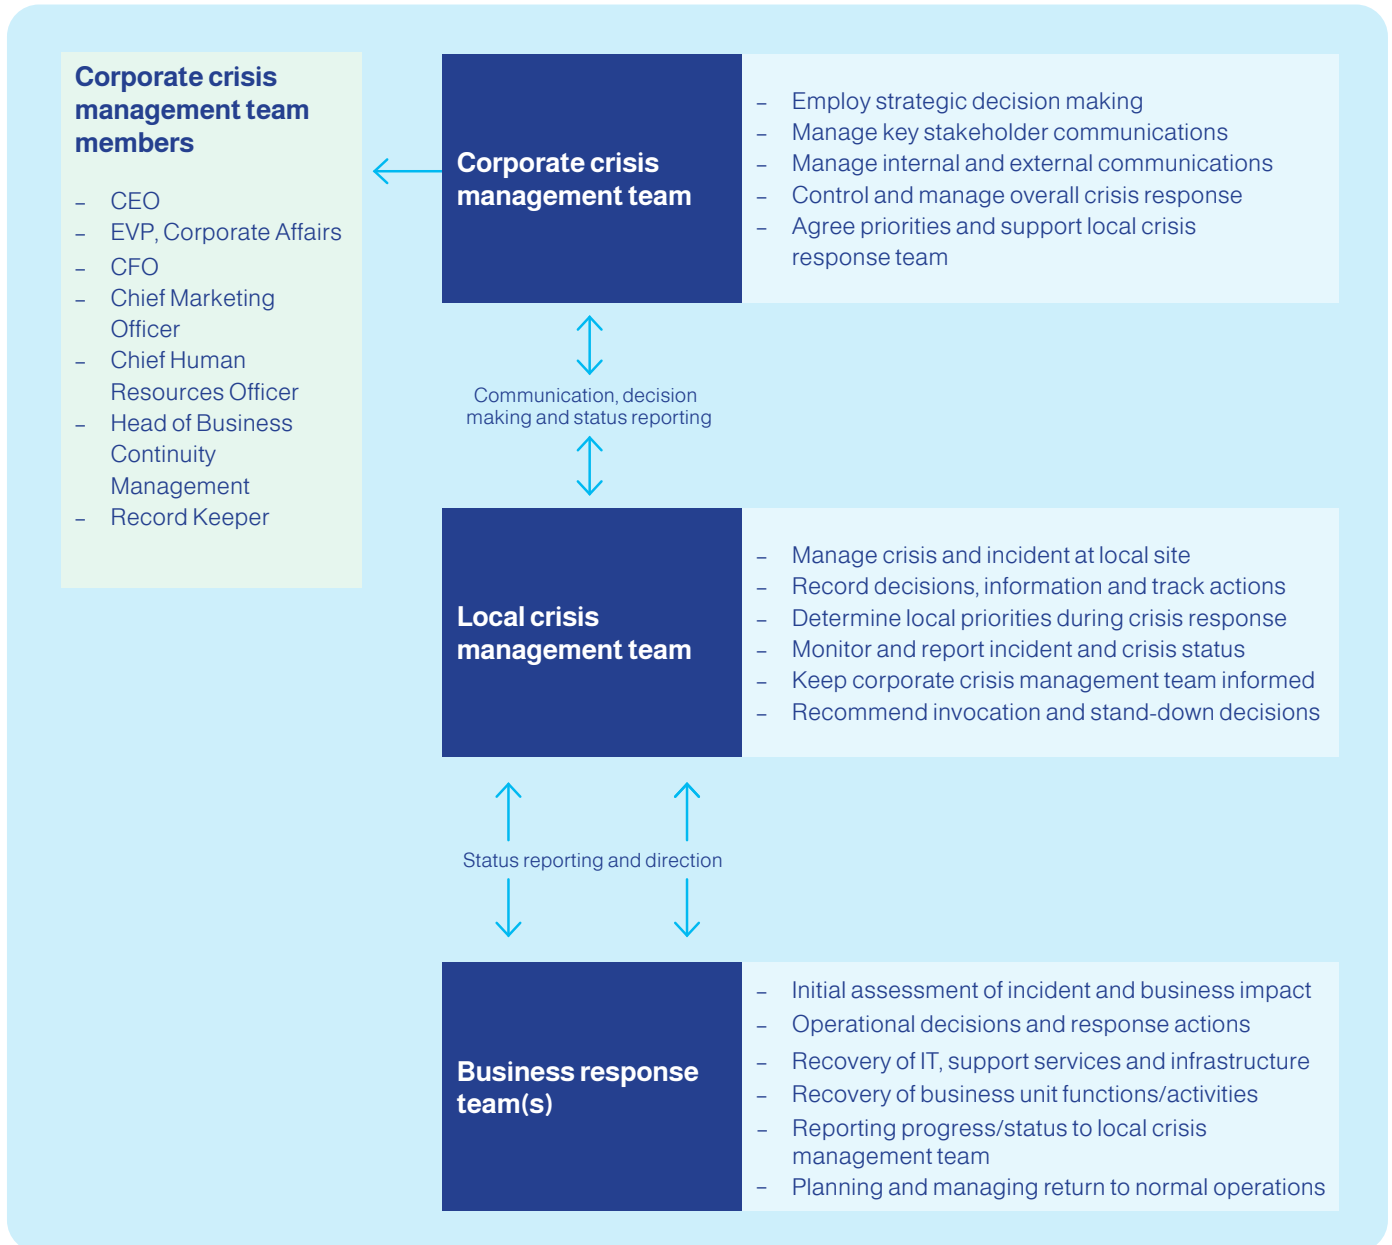 Corporate crisis
management team
members
– CEO
– EVP, Corporate Affairs
– CFO
– Chief Marketing
Officer
– Chief Human
Resources Officer
– Head of Business
Continuity
Management
– Record Keeper
Corporate crisis
management team
– Employ strategic decision making
– Manage key stakeholder communications
– Manage internal and external communications
– Control and manage overall crisis response
– Agree priorities and support local crisis
response team
Communication, decision
making and status reporting
Local crisis
management team
– Manage crisis and incident at local site
– Record decisions, information and track actions
– Determine local priorities during crisis response
– Monitor and report incident and crisis status
– Keep corporate crisis management team informed
– Recommend invocation and stand-down decisions
Status reporting and direction
Business response
team(s)
– Initial assessment of incident and business impact
– Operational decisions and response actions
– Recovery of IT, support services and infrastructure
– Recovery of business unit functions/activities
– Reporting progress/status to local crisis
management team
– Planning and managing return to normal operations